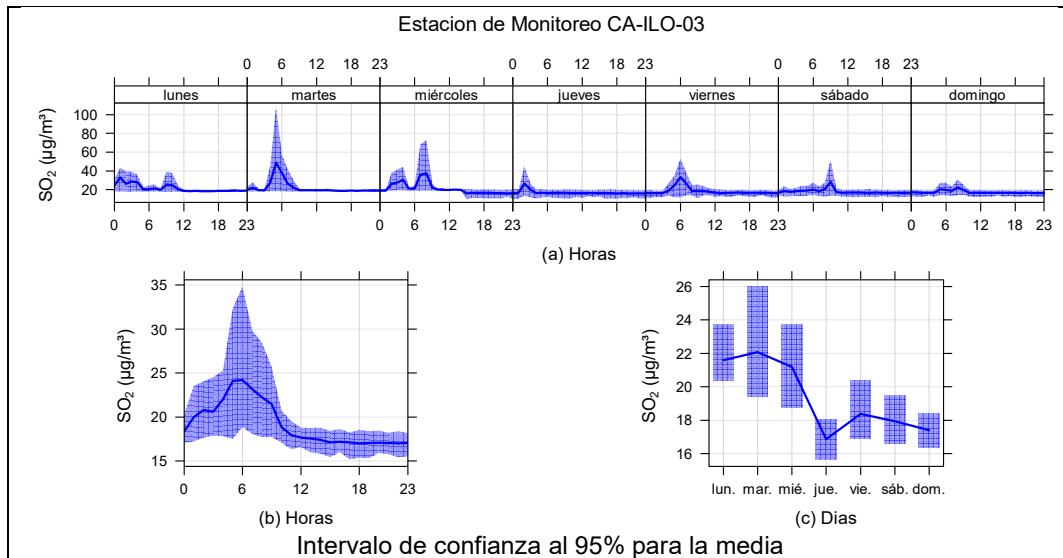 Estacion de Monitoreo CA-ILO-03
0 6 12 18 23 0 6 12 18 23 0 6 12 18 23
lunes martes miércoles jueves viernes sábado domingo
SO₂ (µg/m³)
100
80
60
40
20
0 6 12 18 23 0 6 12 18 23 0 6 12 18 23 0 6 12 18 23
(a) Horas
SO₂ (µg/m³)
35
30
25
20
15
0 6 12 18 23
(b) Horas
SO₂ (µg/m³)
26
24
22
20
18
16
lun. mar. mié. jue. vie. sáb. dom.
(c) Dias
Intervalo de confianza al 95% para la media